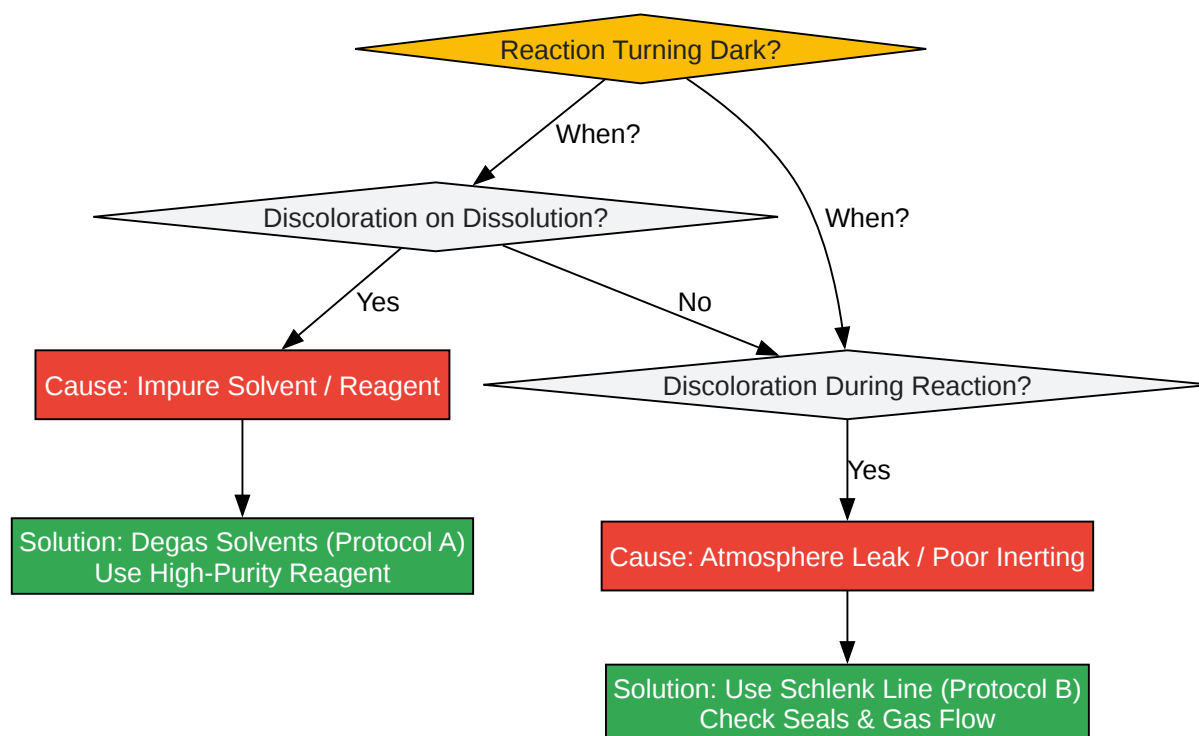 Reaction Turning Dark?
When?
When?
Discoloration on Dissolution?
Yes
No
Cause: Impure Solvent / Reagent
Discoloration During Reaction?
Yes
Solution: Degas Solvents (Protocol A)
Use High-Purity Reagent
Cause: Atmosphere Leak / Poor Inerting
Solution: Use Schlenk Line (Protocol B)
Check Seals & Gas Flow